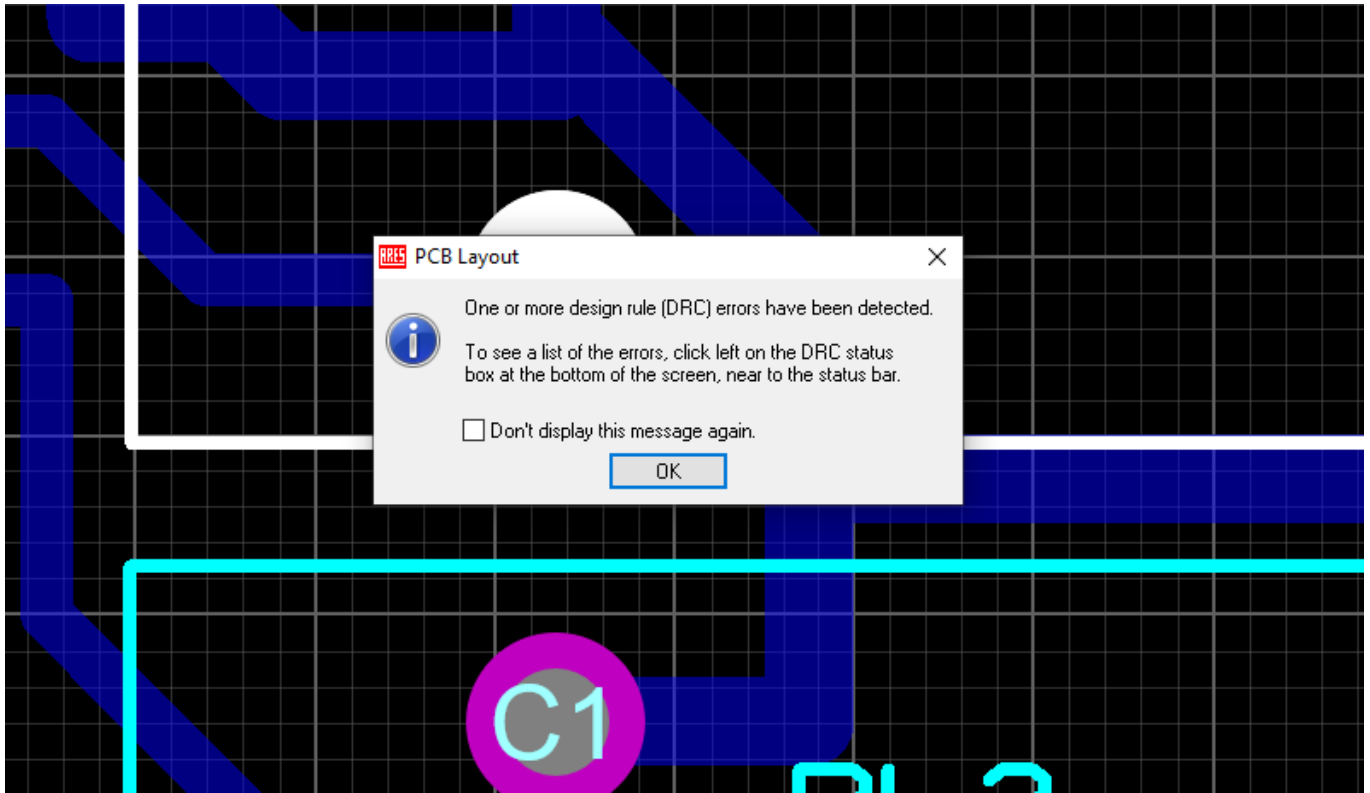 ARES PCB Layout
One or more design rule (DRC) errors have been detected.
To see a list of the errors, click left on the DRC status
box at the bottom of the screen, near to the status bar.
Don't display this message again.
OK
C1